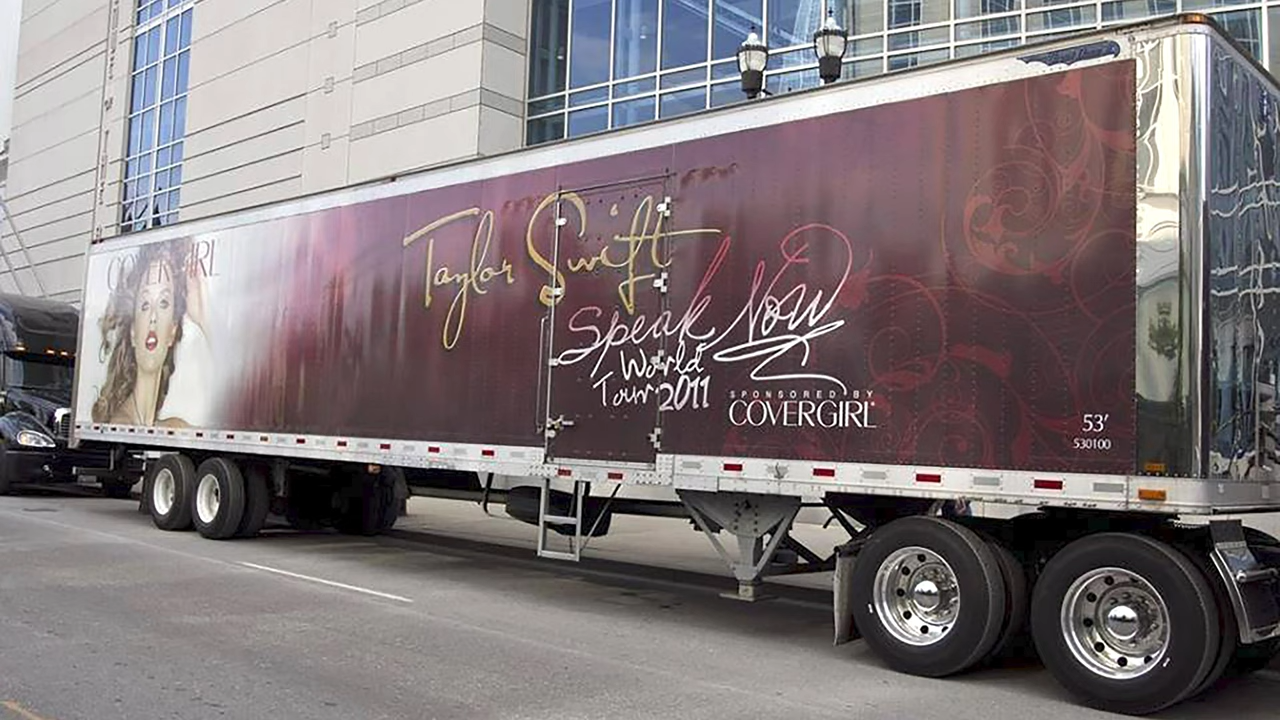 COVERGIRL
Taylor Swift
Speak Now
World
Tour 2011
SPONSORED BY
COVERGIRL
53'
530100